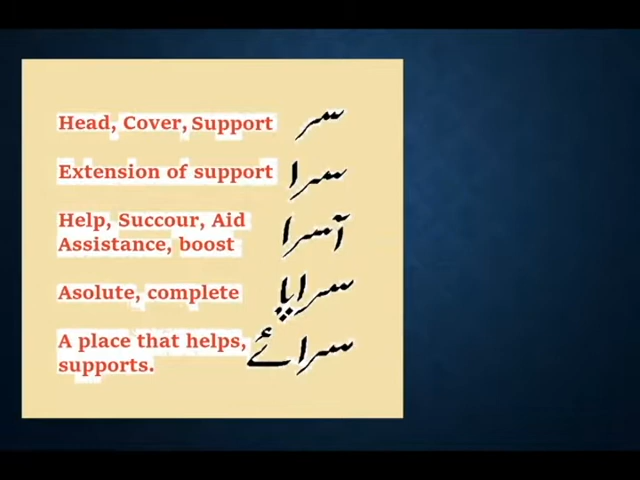 Head, Cover, Support سر
Extension of support سرا
Help, Succour, Aid
Assistance, boost آسرا
Asolute, complete سراپا
A place that helps,
supports. سرائے